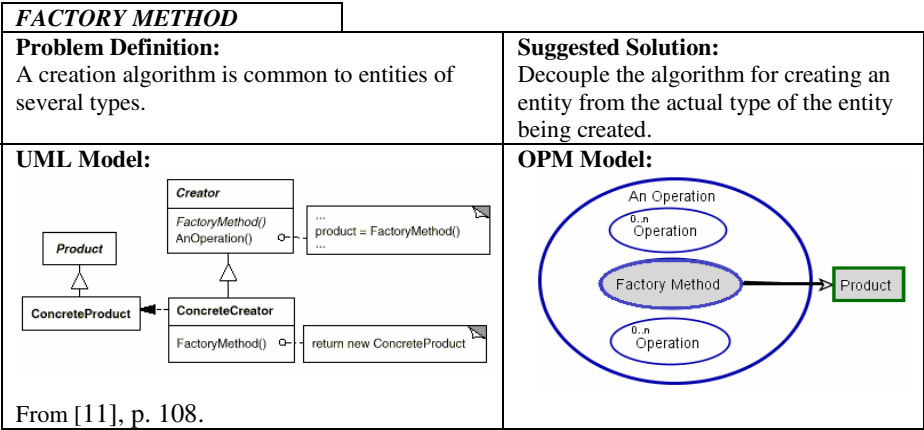 FACTORY METHOD
Problem Definition:
A creation algorithm is common to entities of
several types.
Suggested Solution:
Decouple the algorithm for creating an
entity from the actual type of the entity
being created.
UML Model:
Creator
FactoryMethod()
AnOperation()
...
product = FactoryMethod()
...
Product
ConcreteProduct
ConcreteCreator
FactoryMethod()
return new ConcreteProduct
From [11], p. 108.
OPM Model:
An Operation
0..n
Operation
Factory Method
Product
0..n
Operation